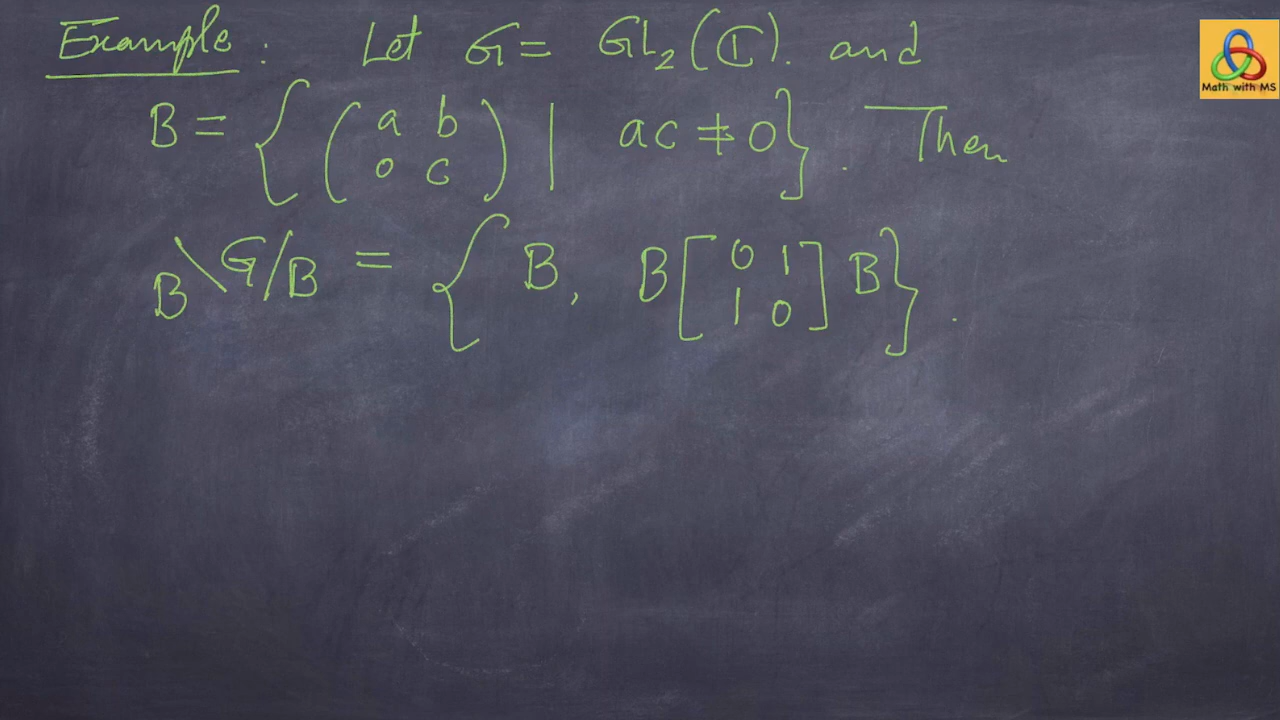 Example : Let G = GL₂(ℂ). and
B = { ( a b ; 0 c ) | ac ≠ 0 }. Then
B\G/B = { B, B [ 0 1 ; 1 0 ] B }.
Math with MS